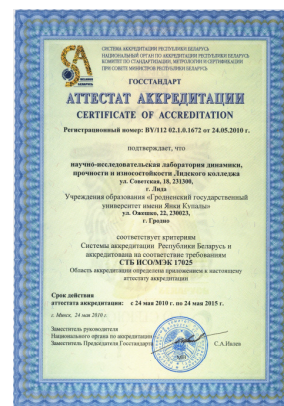 СИСТЕМА АККРЕДИТАЦИИ РЕСПУБЛИКИ БЕЛАРУСЬ
НАЦИОНАЛЬНЫЙ ОРГАН ПО АККРЕДИТАЦИИ РЕСПУБЛИКИ БЕЛАРУСЬ
КОМИТЕТ ПО СТАНДАРТИЗАЦИИ, МЕТРОЛОГИИ И СЕРТИФИКАЦИИ
ПРИ СОВЕТЕ МИНИСТРОВ РЕСПУБЛИКИ БЕЛАРУСЬ
ГОССТАНДАРТ
АТТЕСТАТ АККРЕДИТАЦИИ
CERTIFICATE OF ACCREDITATION
Регистрационный номер: BY/112 02.1.0.1672 от 24.05.2010 г.
подтверждает, что
научно-исследовательская лаборатория динамики,
прочности и износостойкости Лидского колледжа
ул. Советская, 18, 231300,
г. Лида
Учреждения образования «Гродненский государственный
университет имени Янки Купалы»
ул. Ожешко, 22, 230023,
г. Гродно
соответствует критериям
Системы аккредитации Республики Беларусь и
аккредитована на соответствие требованиям
СТБ ИСО/МЭК 17025
Область аккредитации определена приложением к настоящему
аттестату аккредитации
Срок действия
аттестата аккредитации: с 24 мая 2010 г. по 24 мая 2015 г.
г. Минск, 24 мая 2010 г.
Заместитель руководителя
Национального органа по аккредитации
Заместитель Председателя Госстандарта
С.А.Ивлев